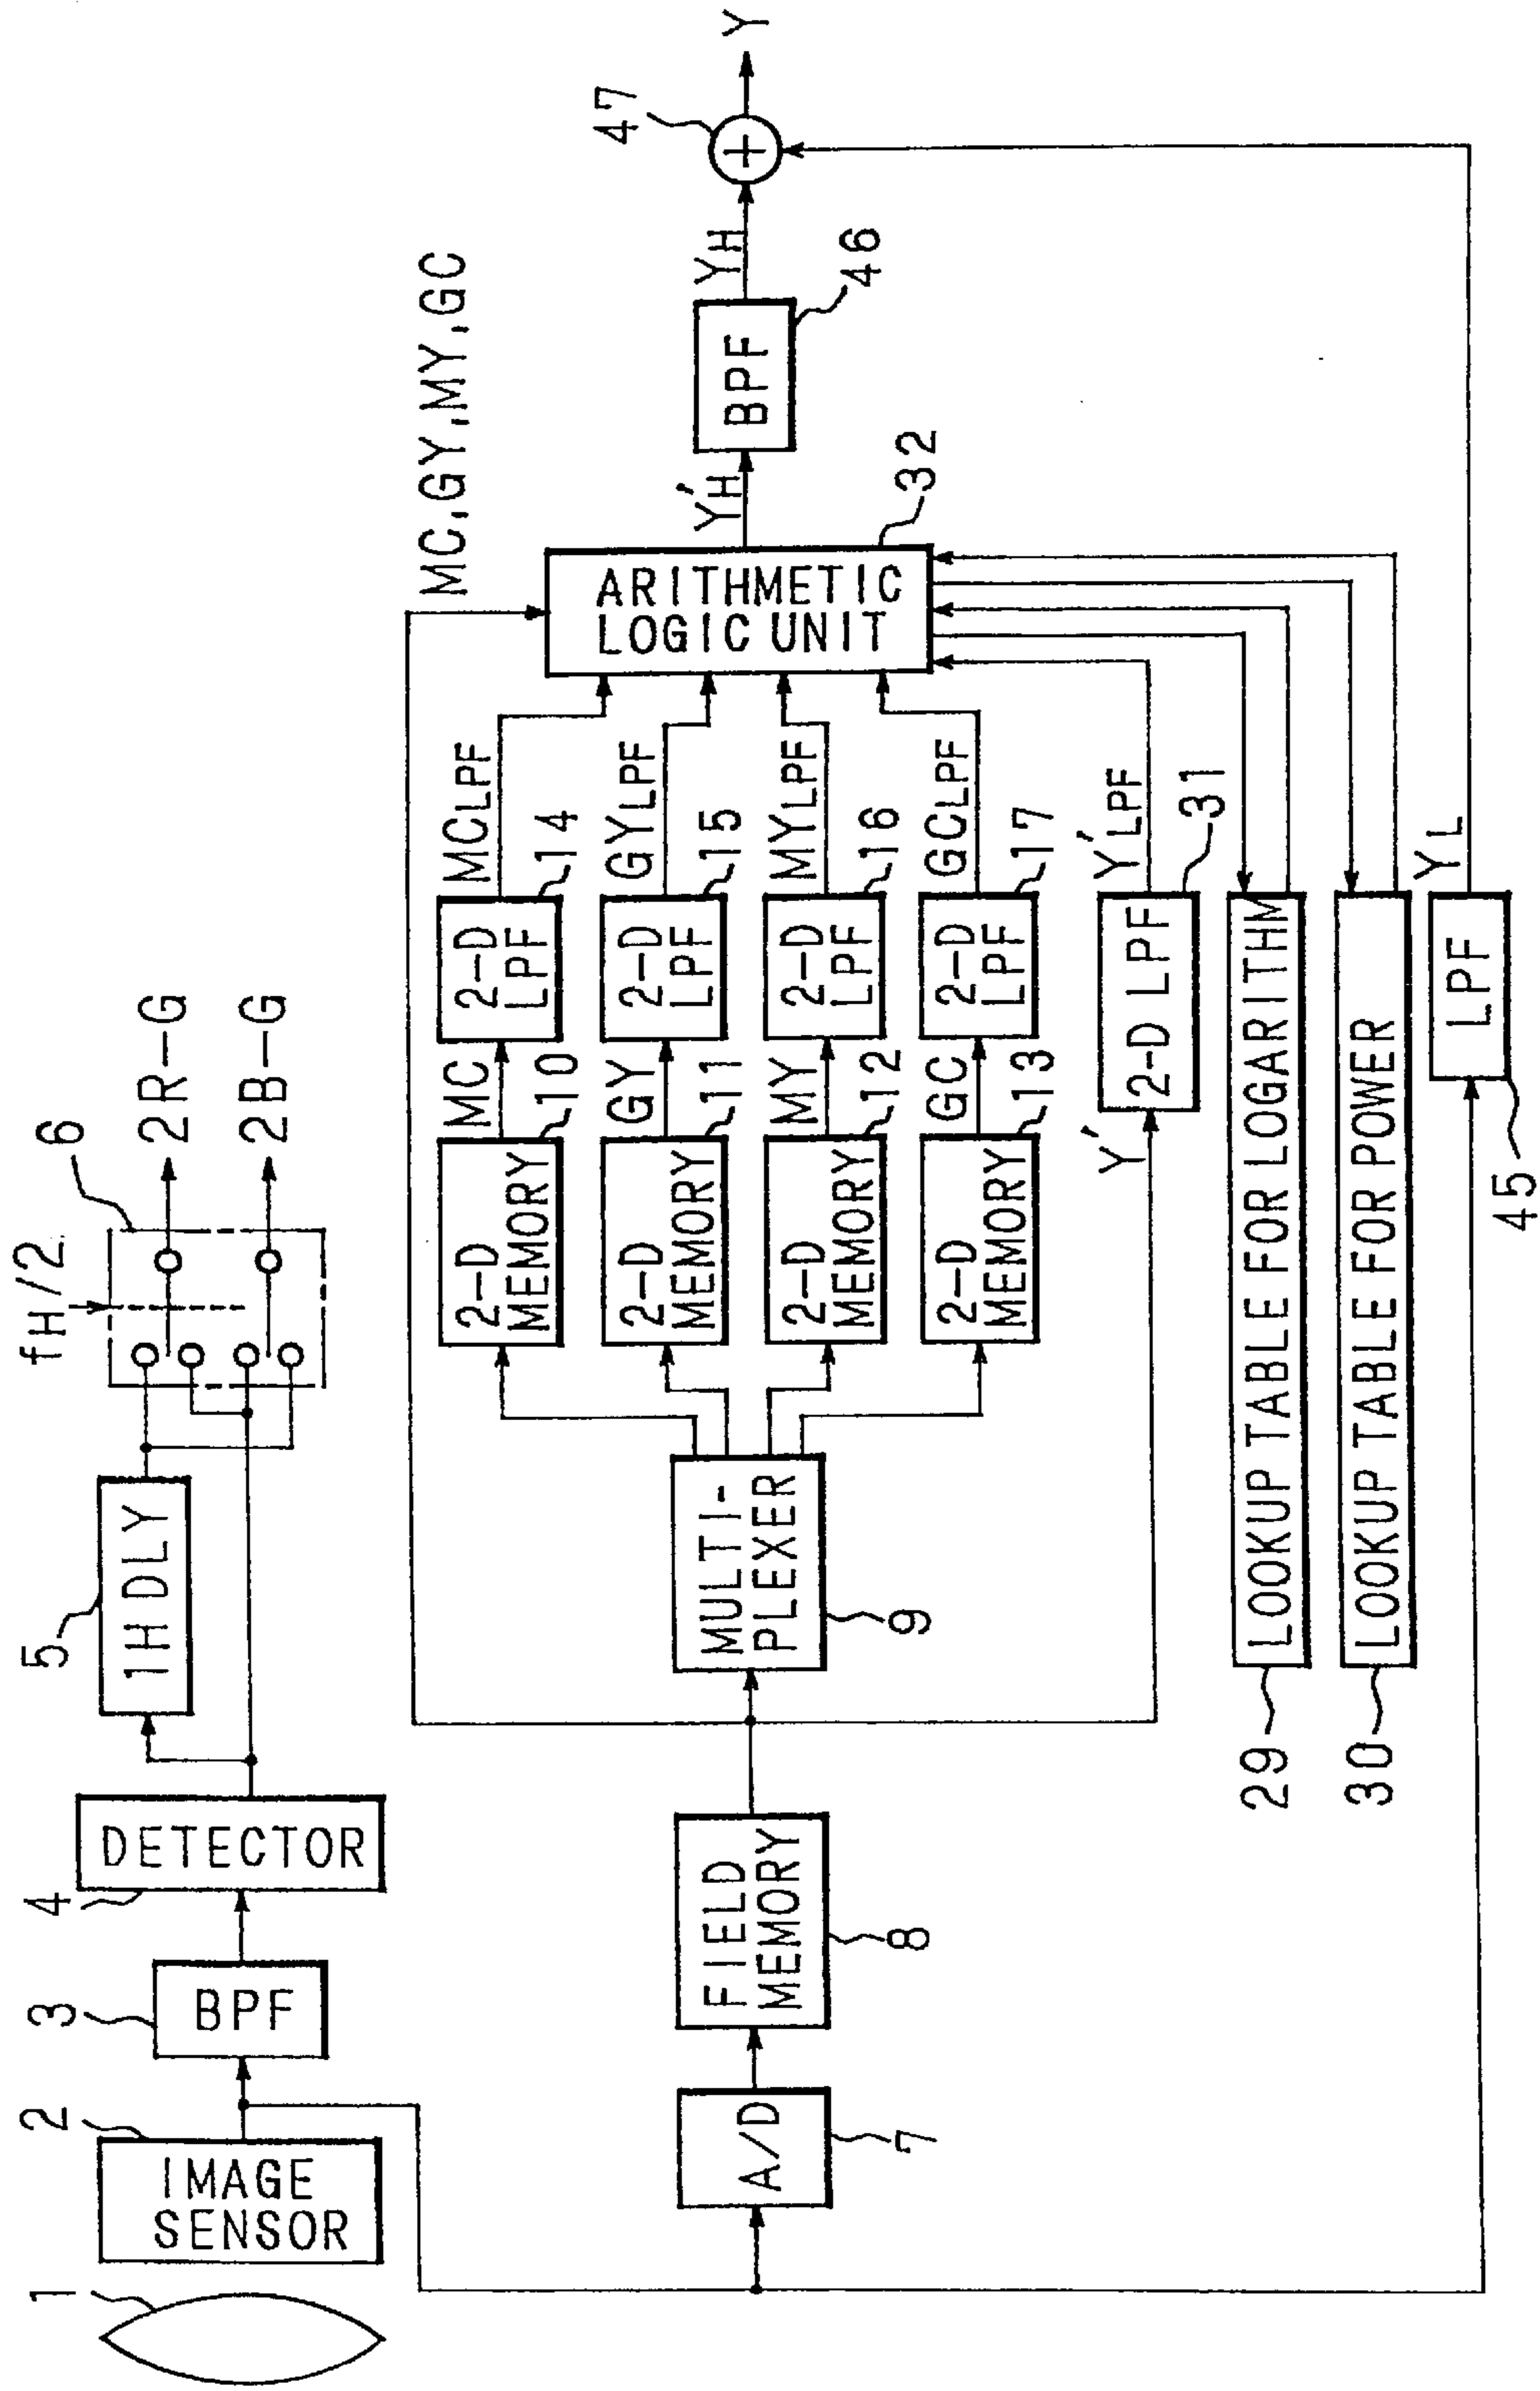 1
2
IMAGE
SENSOR
3
BPF
4
DETECTOR
5
1HDLY
fH/2
6
2R-G
2B-G
A/D
7
FIELD
MEMORY
8
MULTI-
PLEXER
9
2-D
MEMORY
MC
10
2-D
LPF
MCLPF
14
2-D
MEMORY
GY
11
2-D
LPF
GYLPF
15
2-D
MEMORY
MY
12
2-D
LPF
MYLPF
16
2-D
MEMORY
GC
13
2-D
LPF
GCLPF
17
Y'
2-D LPF
Y'LPF
31
29
LOOKUP TABLE FOR LOGARITHM
30
LOOKUP TABLE FOR POWER
45
LPF
YL
MC,GY,MY,GC
ARITHMETIC
LOGIC UNIT
32
Y'H
BPF
46
YH
47
+
Y